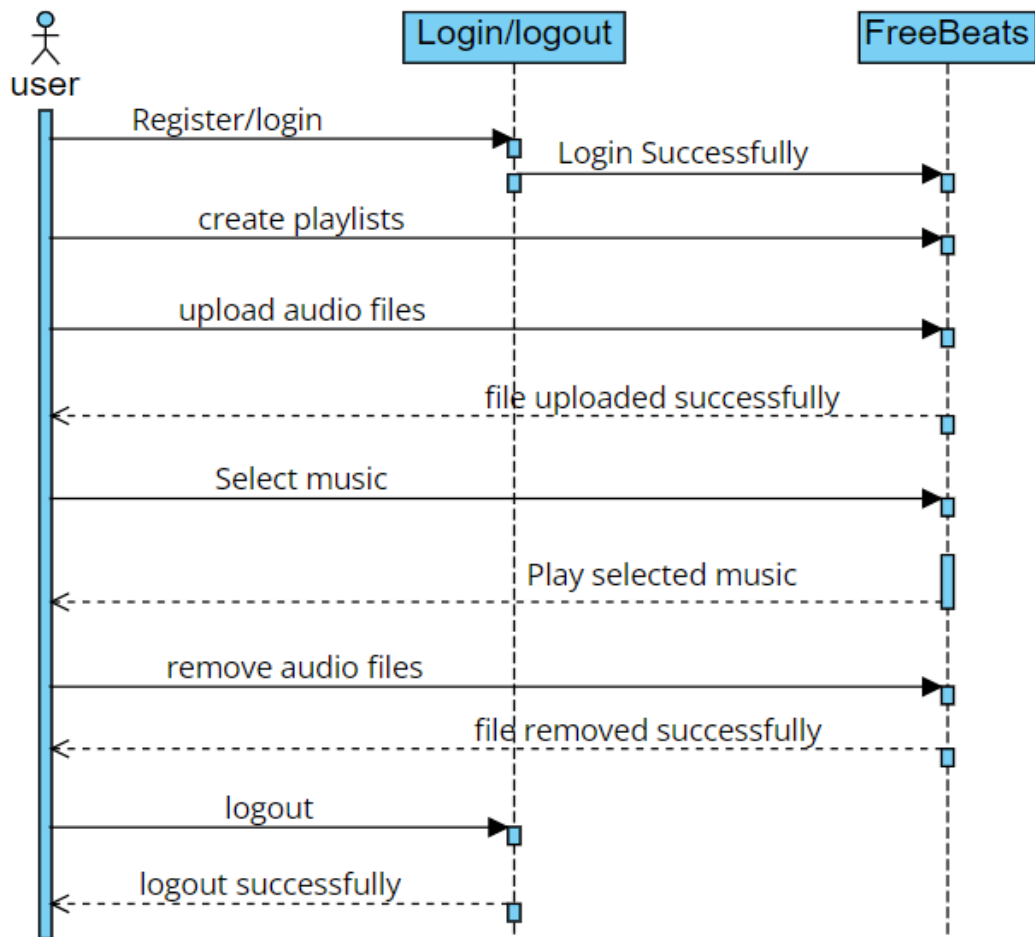 user
Login/logout
FreeBeats
Register/login
Login Successfully
create playlists
upload audio files
file uploaded successfully
Select music
Play selected music
remove audio files
file removed successfully
logout
logout successfully